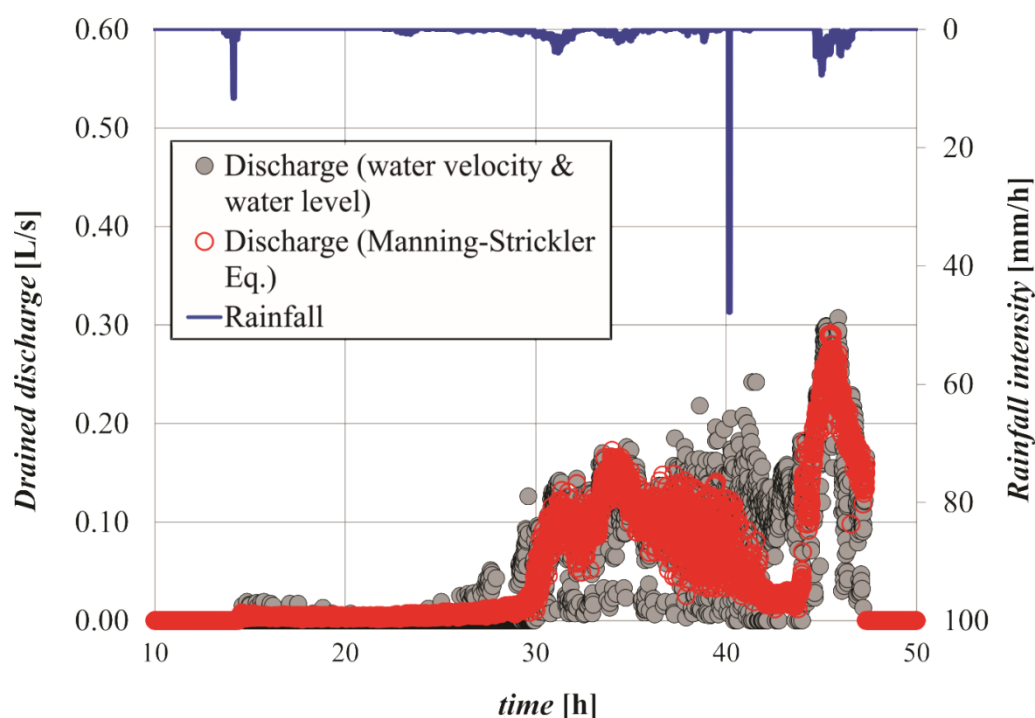 0.60
0.50
0.40
0.30
0.20
0.10
0.00
Drained discharge [L/s]
Discharge (water velocity &
water level)
Discharge (Manning-Strickler
Eq.)
Rainfall
0
20
40
60
80
100
Rainfall intensity [mm/h]
10
20
30
40
50
time [h]